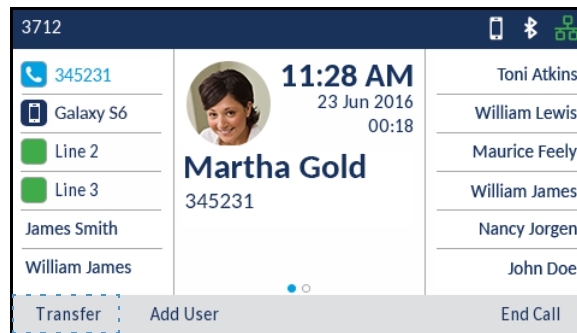 3712
345231
Galaxy S6
Line 2
Line 3
James Smith
William James
11:28 AM
23 Jun 2016
00:18
Martha Gold
345231
Toni Atkins
William Lewis
Maurice Feely
William James
Nancy Jorgen
John Doe
Transfer
Add User
End Call